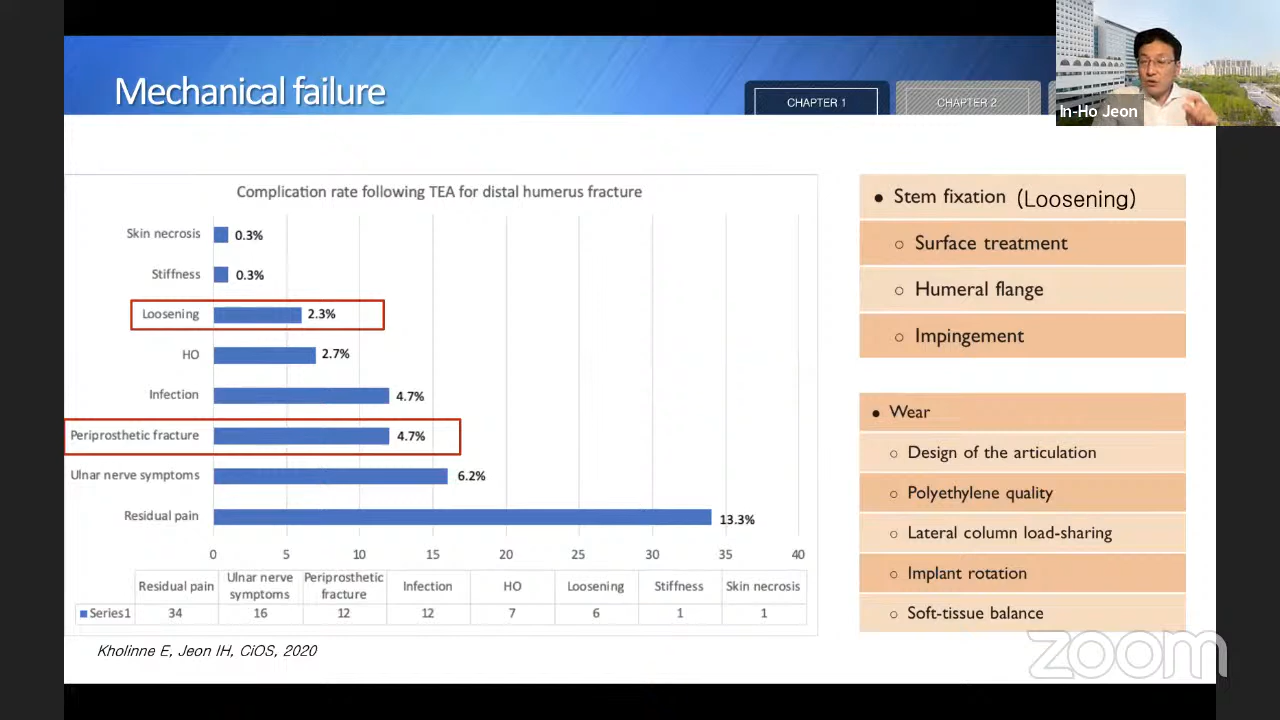 Mechanical failure
CHAPTER 1
CHAPTER 2
In-Ho Jeon
Complication rate following TEA for distal humerus fracture
Skin necrosis 0.3%
Stiffness 0.3%
Loosening 2.3%
HO 2.7%
Infection 4.7%
Periprosthetic fracture 4.7%
Ulnar nerve symptoms 6.2%
Residual pain 13.3%
0 5 10 15 20 25 30 35 40
Residual pain Ulnar nerve symptoms Periprosthetic fracture Infection HO Loosening Stiffness Skin necrosis
Series1 34 16 12 12 7 6 1 1
Kholinne E, Jeon IH, CiOS, 2020
● Stem fixation (Loosening)
○ Surface treatment
○ Humeral flange
○ Impingement
● Wear
○ Design of the articulation
○ Polyethylene quality
○ Lateral column load-sharing
○ Implant rotation
○ Soft-tissue balance
zoom